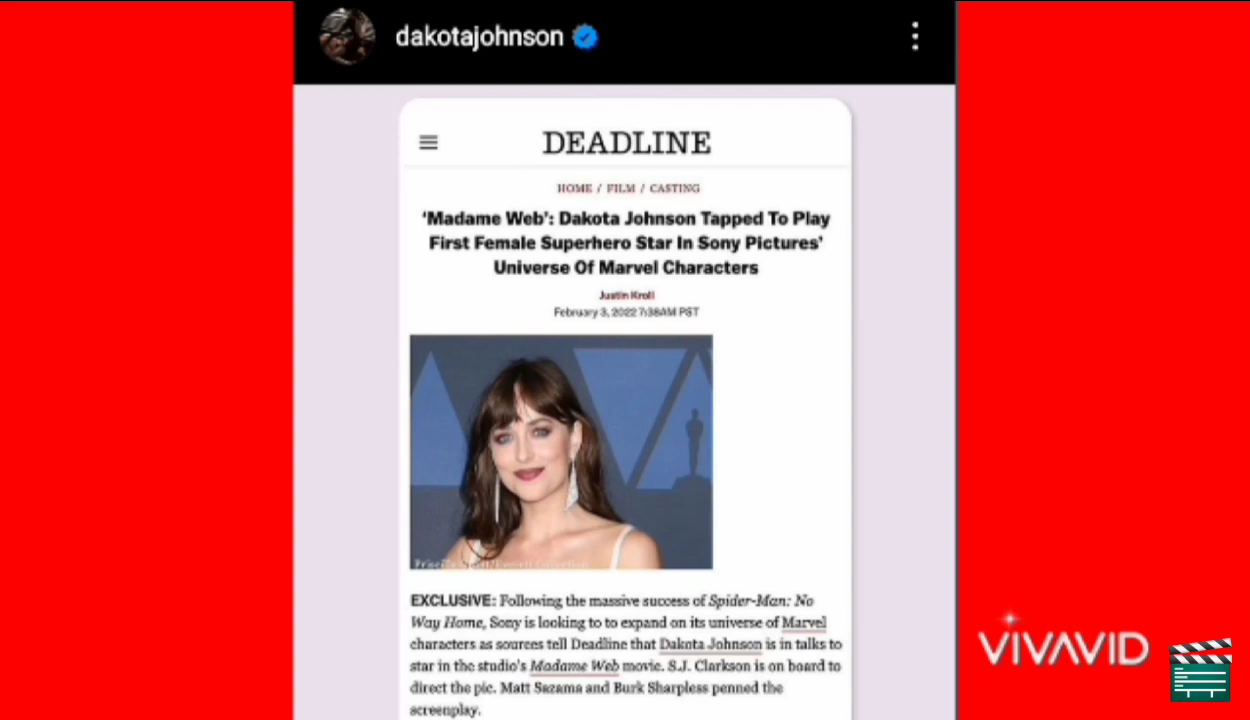 dakotajohnson
DEADLINE
HOME / FILM / CASTING
'Madame Web': Dakota Johnson Tapped To Play
First Female Superhero Star In Sony Pictures'
Universe Of Marvel Characters
Justin Kroll
February 3, 2022 7:38AM PST
EXCLUSIVE: Following the massive success of Spider-Man: No
Way Home, Sony is looking to to expand on its universe of Marvel
characters as sources tell Deadline that Dakota Johnson is in talks to
star in the studio's Madame Web movie. S.J. Clarkson is on board to
direct the pic. Matt Sazama and Burk Sharpless penned the
screenplay.
VIVAVID